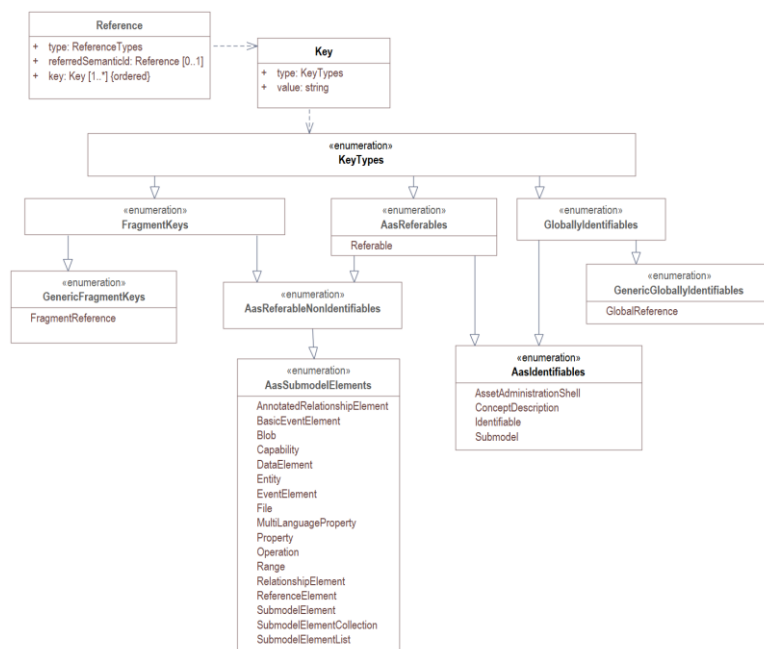 Reference
+ type: ReferenceTypes
+ referredSemanticId: Reference [0..1]
+ key: Key [1..*] {ordered}
Key
+ type: KeyTypes
+ value: string
«enumeration»
KeyTypes
«enumeration»
FragmentKeys
«enumeration»
AasReferables
Referable
«enumeration»
GloballyIdentifiables
«enumeration»
GenericFragmentKeys
FragmentReference
«enumeration»
AasReferableNonIdentifiables
«enumeration»
GenericGloballyIdentifiables
GlobalReference
«enumeration»
AasIdentifiables
AssetAdministrationShell
ConceptDescription
Identifiable
Submodel
«enumeration»
AasSubmodelElements
AnnotatedRelationshipElement
BasicEventElement
Blob
Capability
DataElement
Entity
EventElement
File
MultiLanguageProperty
Property
Operation
Range
RelationshipElement
ReferenceElement
SubmodelElement
SubmodelElementCollection
SubmodelElementList